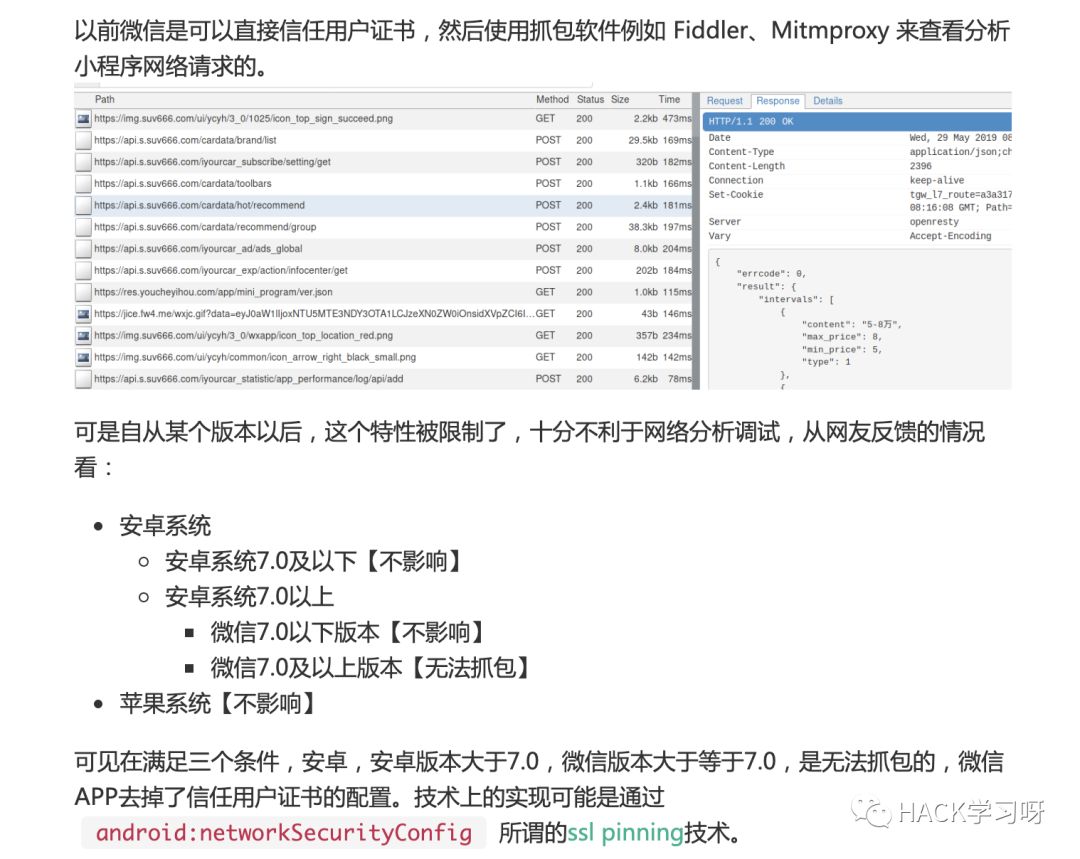 以前微信是可以直接信任用户证书，然后使用抓包软件例如 Fiddler、Mitmproxy 来查看分析
小程序网络请求的。
Path Method Status Size Time
https://img.suv666.com/ui/ycyh/3_0/1025/icon_top_sign_succeed.png GET 200 2.2kb 473ms
https://api.s.suv666.com/cardata/brand/list POST 200 29.5kb 169ms
https://api.s.suv666.com/iyourcar_subscribe/setting/get POST 200 320b 182ms
https://api.s.suv666.com/cardata/toolbars POST 200 1.1kb 166ms
https://api.s.suv666.com/cardata/hot/recommend POST 200 2.4kb 181ms
https://api.s.suv666.com/cardata/recommend/group POST 200 38.3kb 197ms
https://api.s.suv666.com/iyourcar_ad/ads_global POST 200 8.0kb 204ms
https://api.s.suv666.com/iyourcar_exp/action/infocenter/get POST 200 202b 184ms
https://res.youcheyihou.com/app/mini_program/ver.json GET 200 1.0kb 115ms
GET 200 43b 146ms
https://img.suv666.com/ui/ycyh/3_0/wxapp/icon_top_location_red.png GET 200 357b 234ms
https://img.suv666.com/ui/ycyh/common/icon_arrow_right_black_small.png GET 200 142b 142ms
https://api.s.suv666.com/iyourcar_statistic/app_performance/log/api/add POST 200 6.2kb 78ms
Request Response Details
HTTP/1.1 200 OK
Date Wed, 29 May 2019 08
Content-Type application/json;ch
Content-Length 2396
Connection keep-alive
Set-Cookie tgw_l7_route=a3a317
08:16:08 GMT; Path=
Server openresty
Vary Accept-Encoding
{
"errcode": 0,
"result": {
"intervals": [
{
"content": "5-8万",
"max_price": 8,
"min_price": 5,
"type": 1
},
{
可是自从某个版本以后，这个特性被限制了，十分不利于网络分析调试，从网友反馈的情况
看：
• 安卓系统
○ 安卓系统7.0及以下【不影响】
○ 安卓系统7.0以上
▪ 微信7.0以下版本【不影响】
▪ 微信7.0及以上版本【无法抓包】
• 苹果系统【不影响】
可见在满足三个条件，安卓，安卓版本大于7.0，微信版本大于等于7.0，是无法抓包的，微信
APP去掉了信任用户证书的配置。技术上的实现可能是通过
android:networkSecurityConfig 所谓的ssl pinning技术。
HACK学习呀